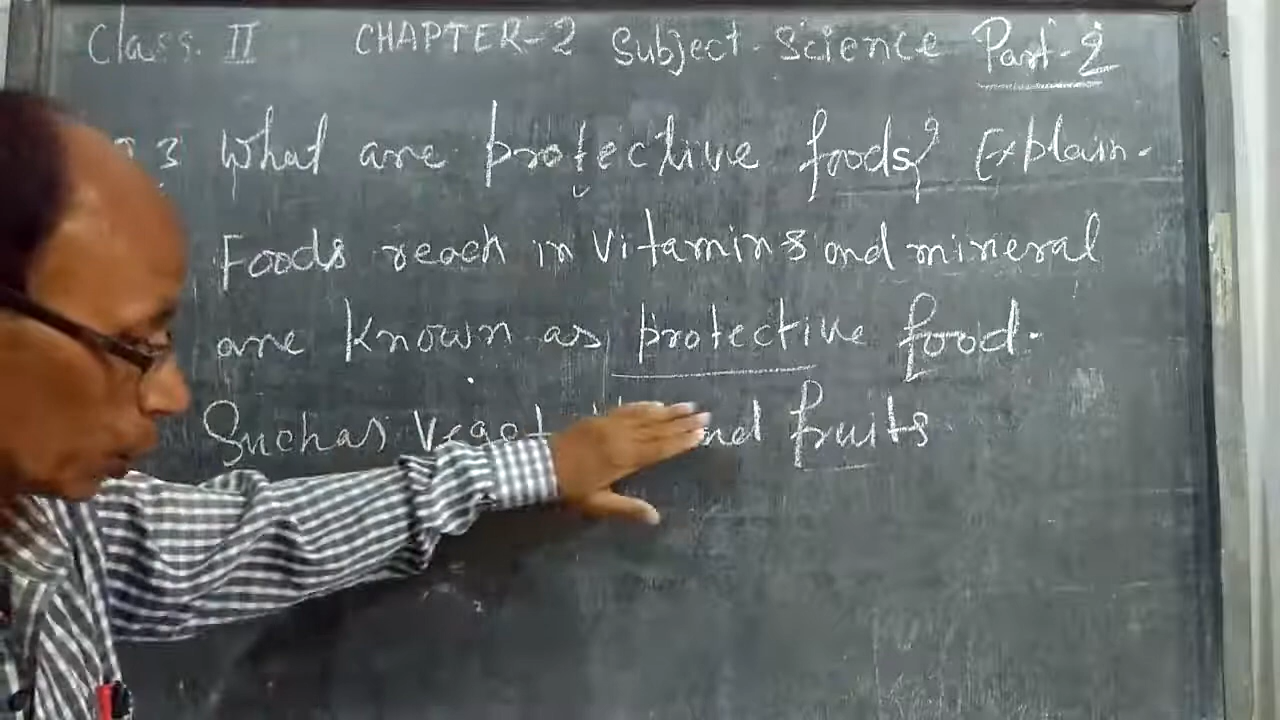 Class. II CHAPTER-2 Subject-Science Part-2
3 What are protective foods? Explain.
Foods reach in vitamins and mineral
are known as protective food.
Such as and fruits